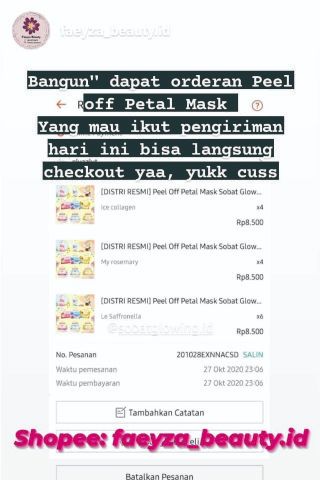 faeyza_beauty.id
Bangun" dapat orderan Peel
off Petal Mask
Yang mau ikut pengiriman
hari ini bisa langsung
checkout yaa, yukk cuss
[DISTRI RESMI] Peel Off Petal Mask Sobat Glow...
Ice collagen x4
Rp8.500
[DISTRI RESMI] Peel Off Petal Mask Sobat Glow...
My rosemary x4
Rp8.500
[DISTRI RESMI] Peel Off Petal Mask Sobat Glow...
Le Saffronella x6
Rp8.500
@sobatglowing.id
No. Pesanan 201028EXNNACSD SALIN
Waktu pemesanan 27 Okt 2020 23:06
Waktu pembayaran 27 Okt 2020 23:06
Tambahkan Catatan
Shopee: faeyza_beauty.id
Batalkan Pesanan